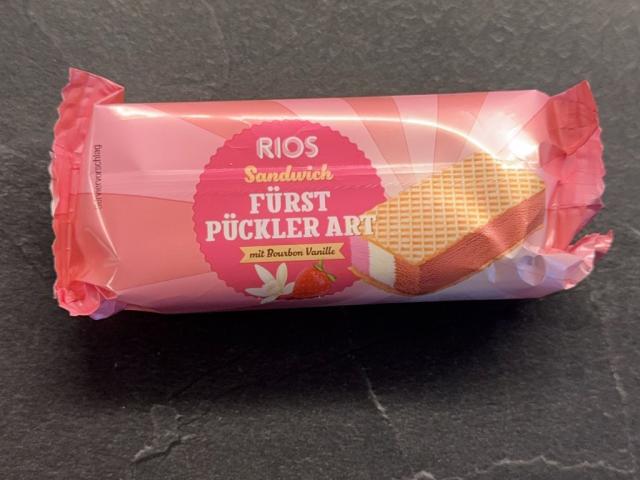 RIOS
Sandwich
FÜRST
PÜCKLER ART
mit Bourbon Vanille